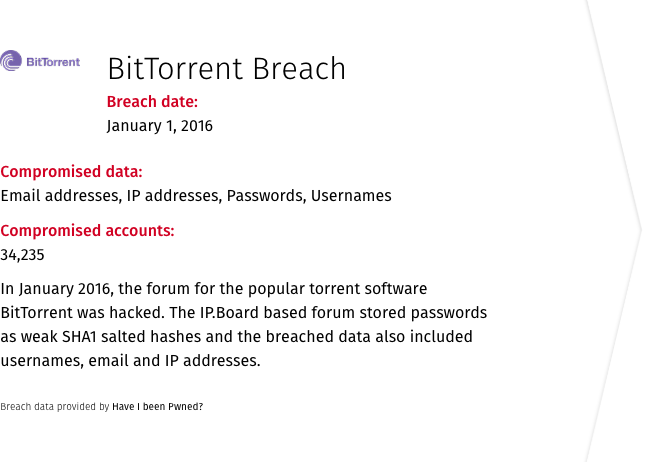 BitTorrent
BitTorrent Breach
Breach date:
January 1, 2016
Compromised data:
Email addresses, IP addresses, Passwords, Usernames
Compromised accounts:
34,235
In January 2016, the forum for the popular torrent software
BitTorrent was hacked. The IP.Board based forum stored passwords
as weak SHA1 salted hashes and the breached data also included
usernames, email and IP addresses.
Breach data provided by Have I been Pwned?